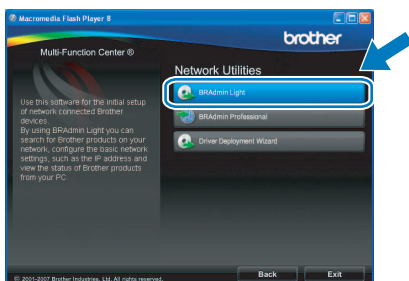 Macromedia Flash Player 8
brother
Multi-Function Center ®
Network Utilities
BRAdmin Light
Use this software for the initial setup
of network connected Brother
devices.
By using BRAdmin Light you can
search for Brother products on your
network, configure the basic network
settings, such as the IP address and
view the status of Brother products
from your PC
BRAdmin Professional
Driver Deployment Wizard
Back
Exit
© 2001-2007 Brother Industries, Ltd. All rights reserved.